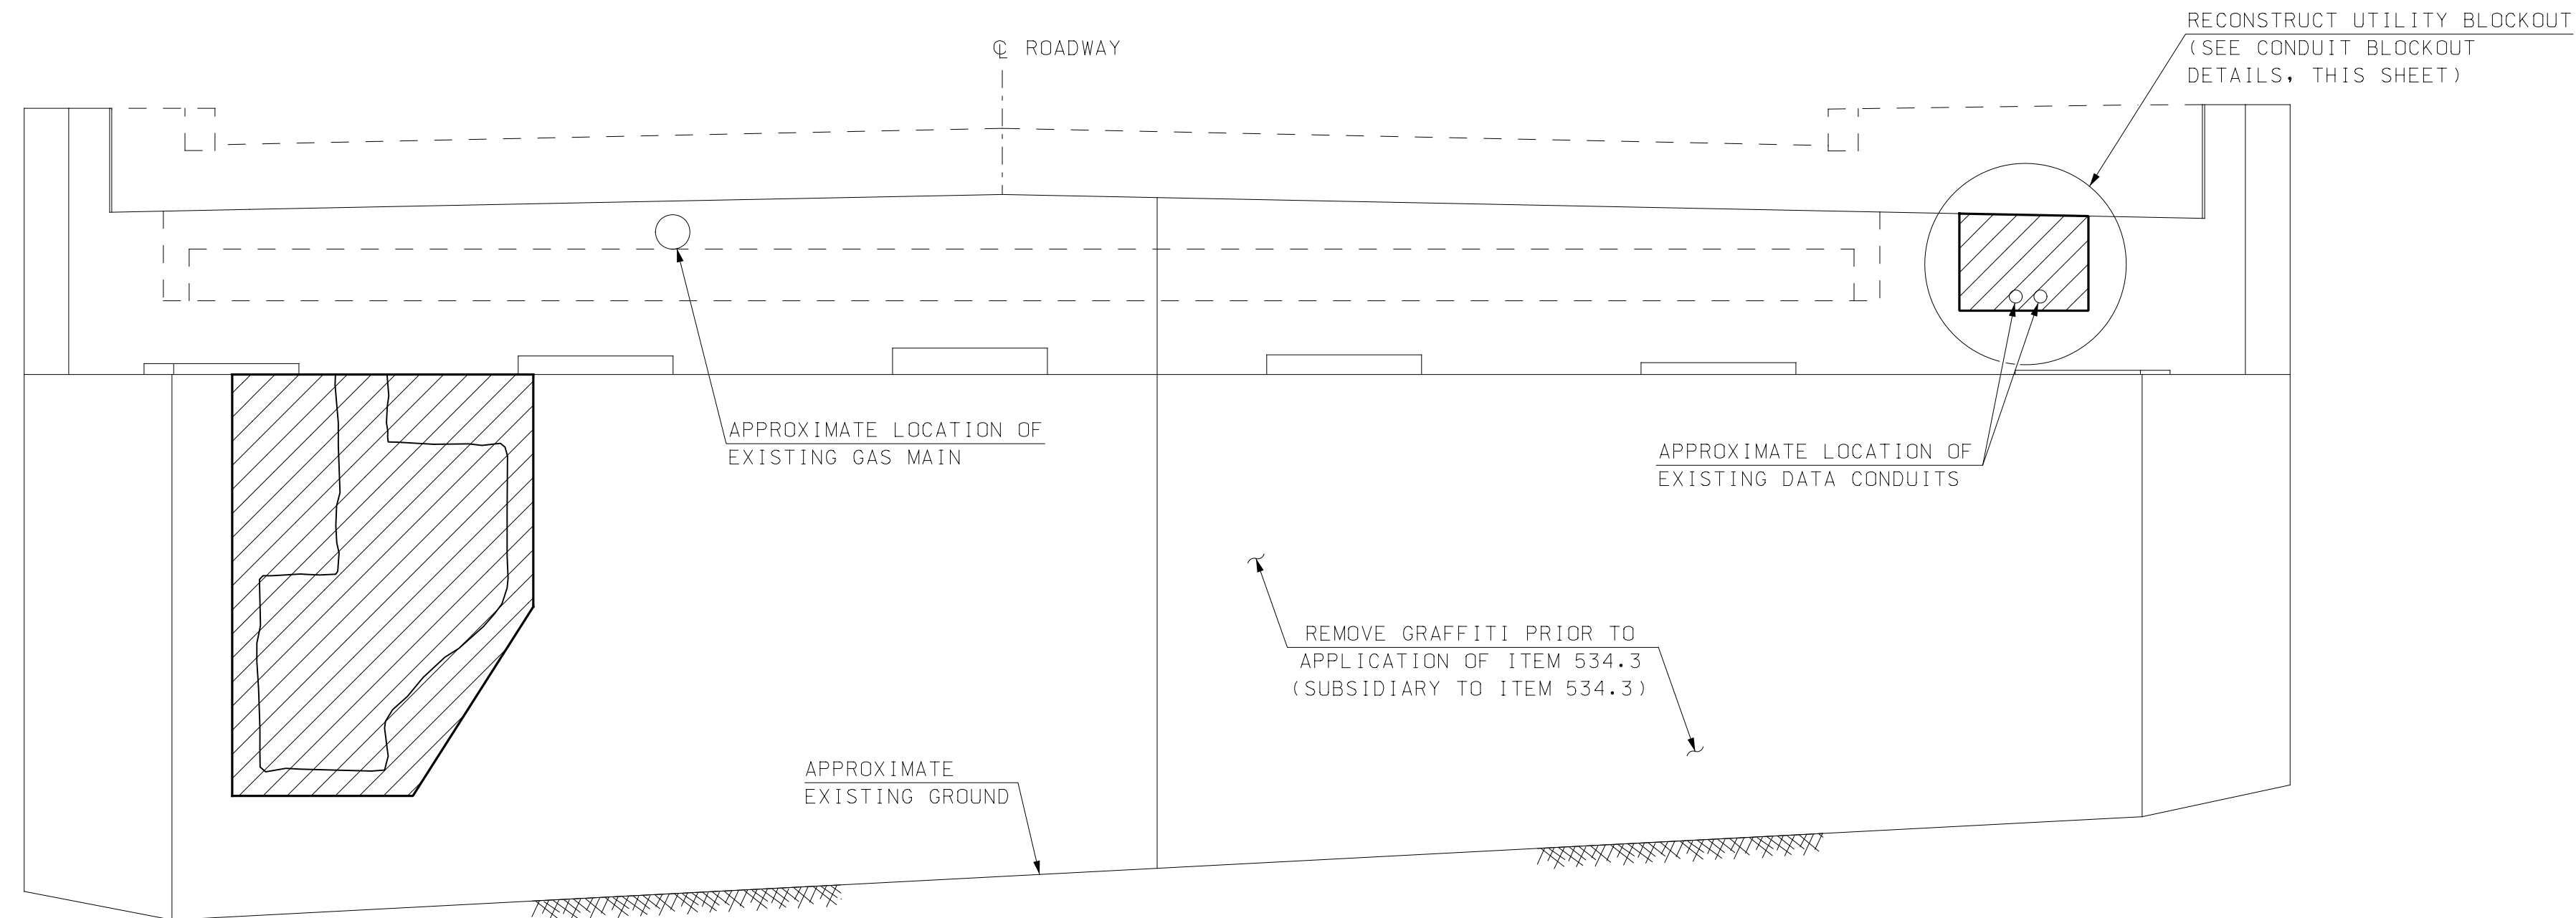 RECONSTRUCT UTILITY BLOCKOUT
(SEE CONDUIT BLOCKOUT
DETAILS, THIS SHEET)
℄ ROADWAY
APPROXIMATE LOCATION OF
EXISTING GAS MAIN
APPROXIMATE LOCATION OF
EXISTING DATA CONDUITS
REMOVE GRAFFITI PRIOR TO
APPLICATION OF ITEM 534.3
(SUBSIDIARY TO ITEM 534.3)
APPROXIMATE
EXISTING GROUND